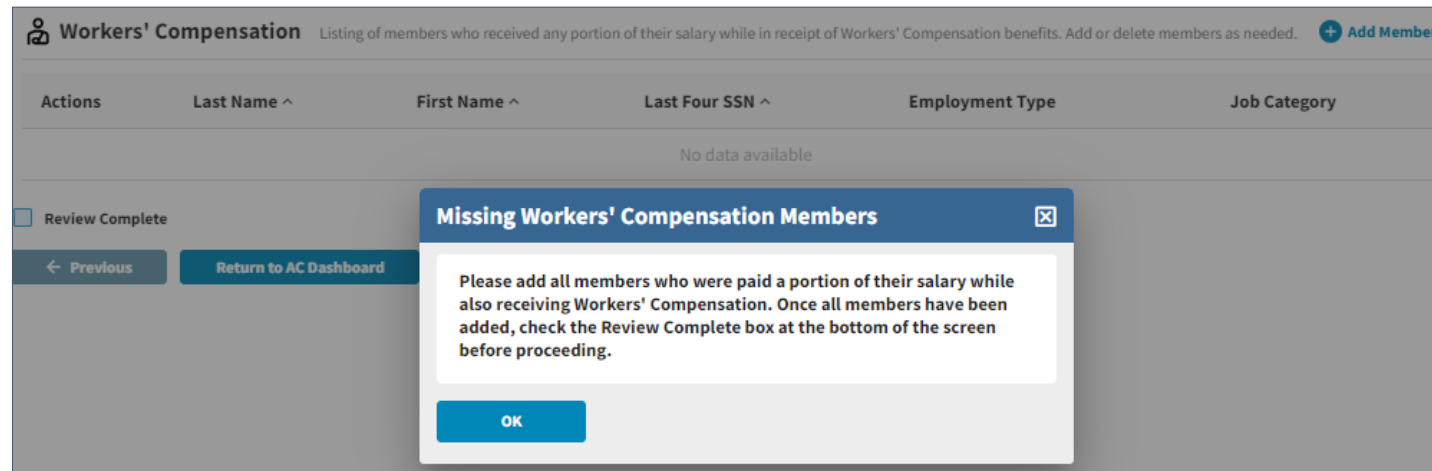 Workers' Compensation Listing of members who received any portion of their salary while in receipt of Workers' Compensation benefits. Add or delete members as needed. Add Member
Actions Last Name First Name Last Four SSN Employment Type Job Category
No data available
Review Complete
← Previous Return to AC Dashboard
Missing Workers' Compensation Members
Please add all members who were paid a portion of their salary while
also receiving Workers' Compensation. Once all members have been
added, check the Review Complete box at the bottom of the screen
before proceeding.
OK